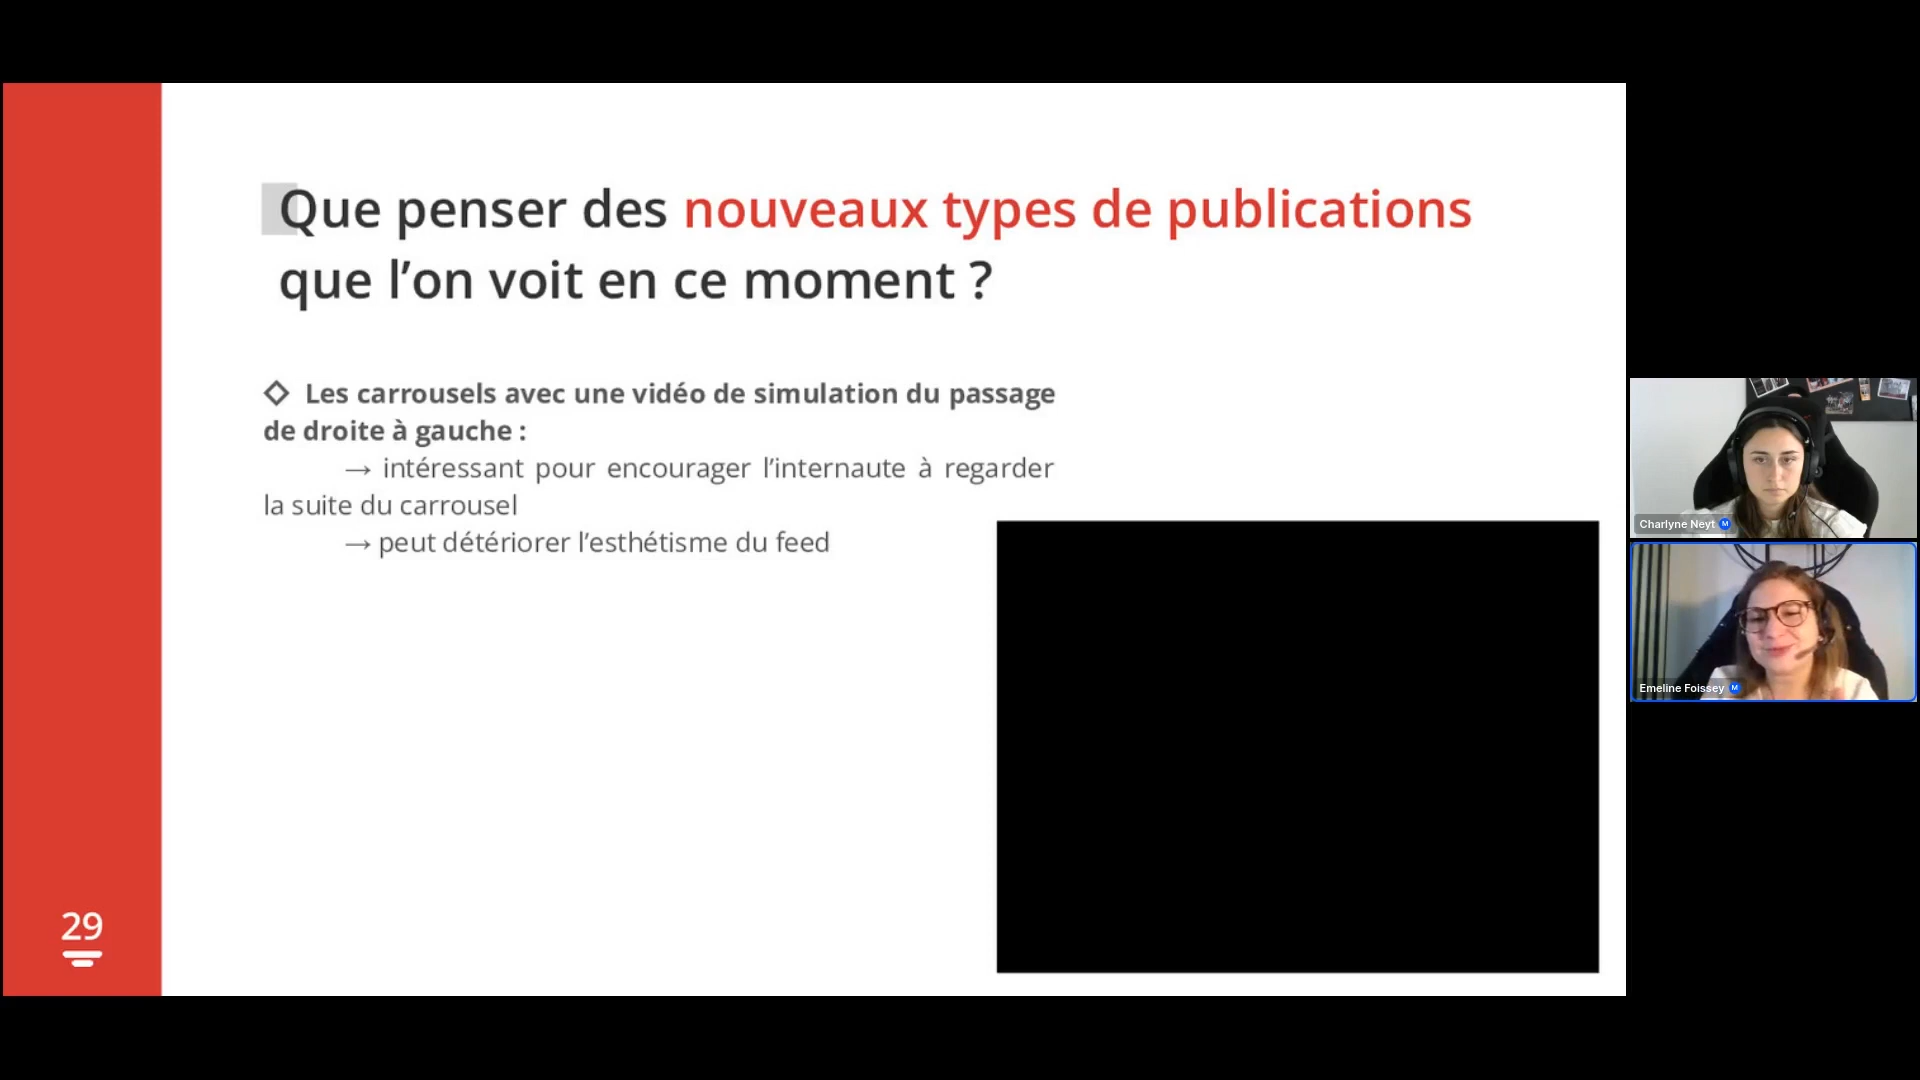 Que penser des nouveaux types de publications
que l’on voit en ce moment ?
◇ Les carrousels avec une vidéo de simulation du passage
de droite à gauche :
→ intéressant pour encourager l’internaute à regarder
la suite du carrousel
→ peut détériorer l’esthétisme du feed
29
Charlyne Neyt M
Emeline Foissey M